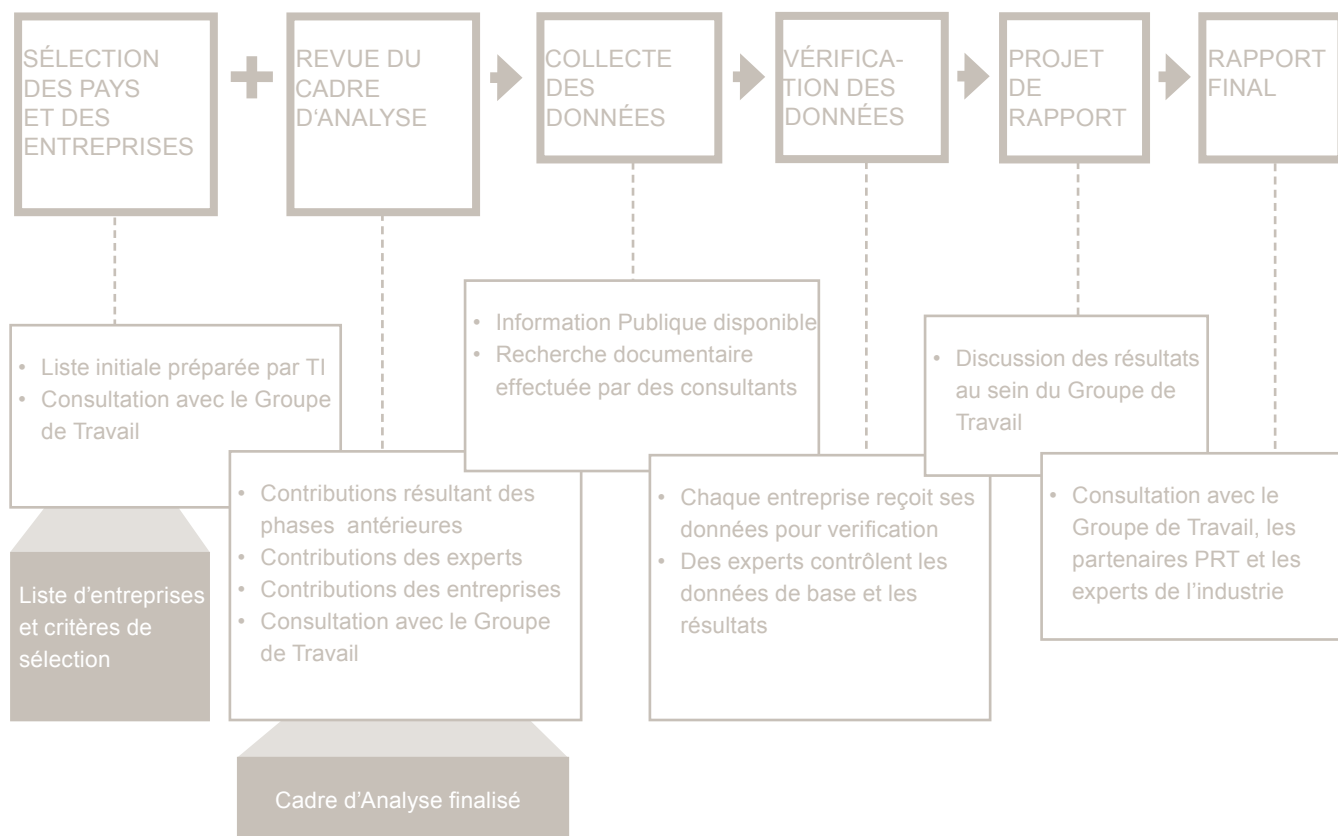 SÉLECTION
DES PAYS
ET DES
ENTREPRISES
REVUE DU
CADRE
D'ANALYSE
COLLECTE
DES
DONNÉES
VÉRIFICA-
TION DES
DONNÉES
PROJET
DE
RAPPORT
RAPPORT
FINAL
• Liste initiale préparée par TI
• Consultation avec le Groupe
de Travail
Liste d'entreprises
et critères de
sélection
• Contributions résultant des
phases antérieures
• Contributions des experts
• Contributions des entreprises
• Consultation avec le Groupe
de Travail
Cadre d'Analyse finalisé
• Information Publique disponible
• Recherche documentaire
effectuée par des consultants
• Chaque entreprise reçoit ses
données pour verification
• Des experts contrôlent les
données de base et les
résultats
• Discussion des résultats
au sein du Groupe de
Travail
• Consultation avec le
Groupe de Travail, les
partenaires PRT et les
experts de l'industrie